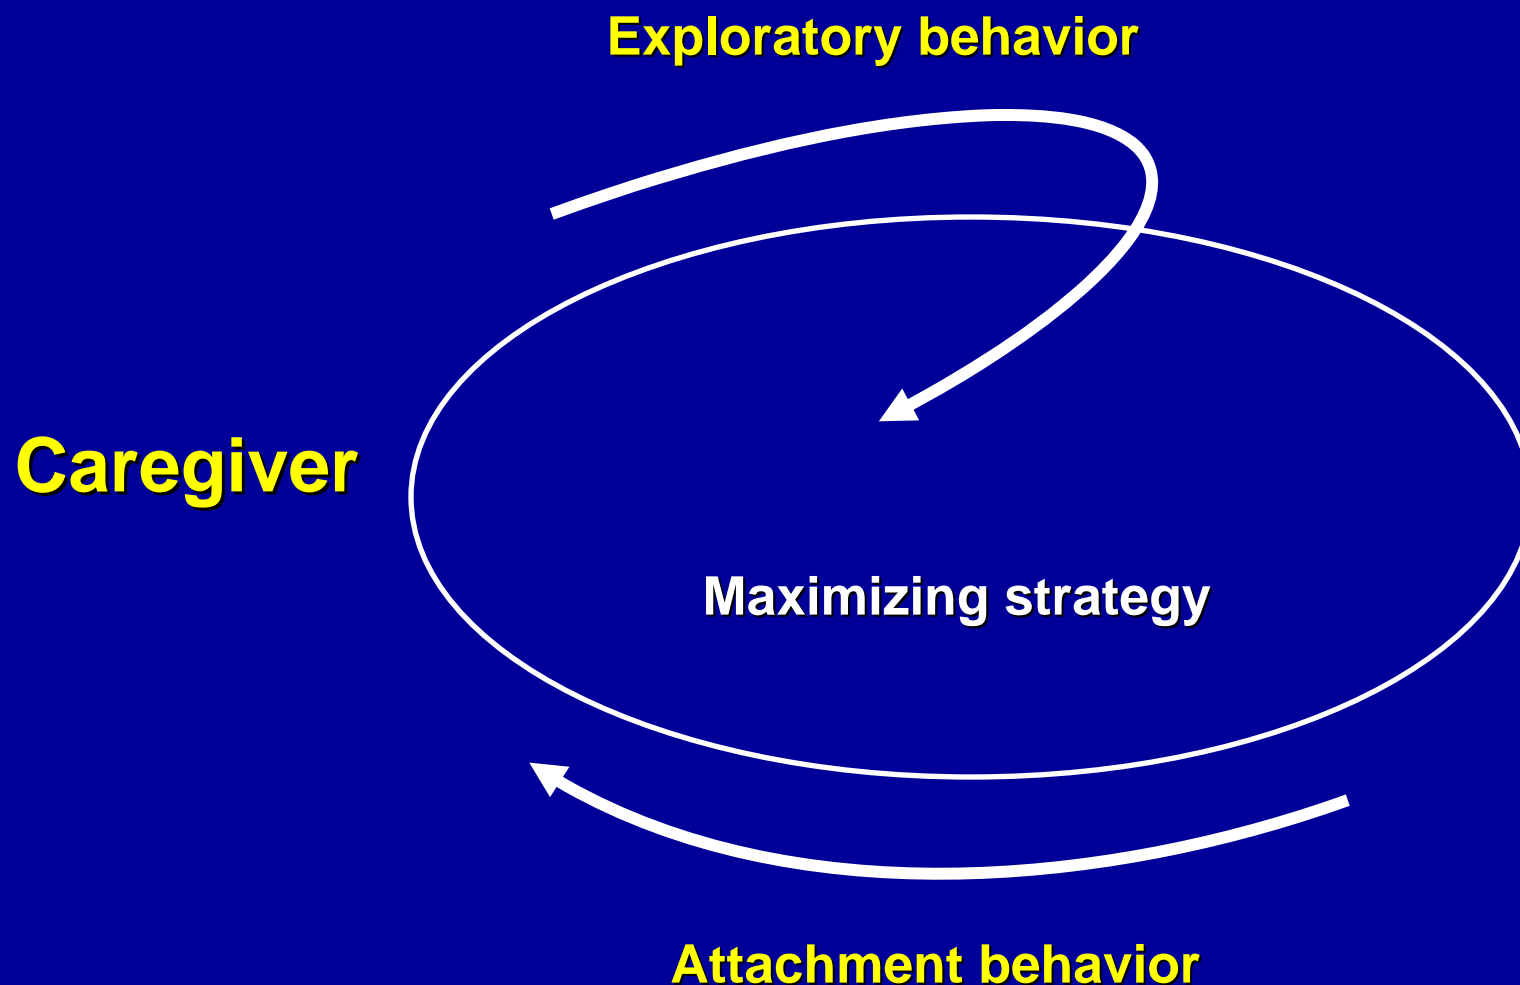 Exploratory behavior
Caregiver
Maximizing strategy
Attachment behavior